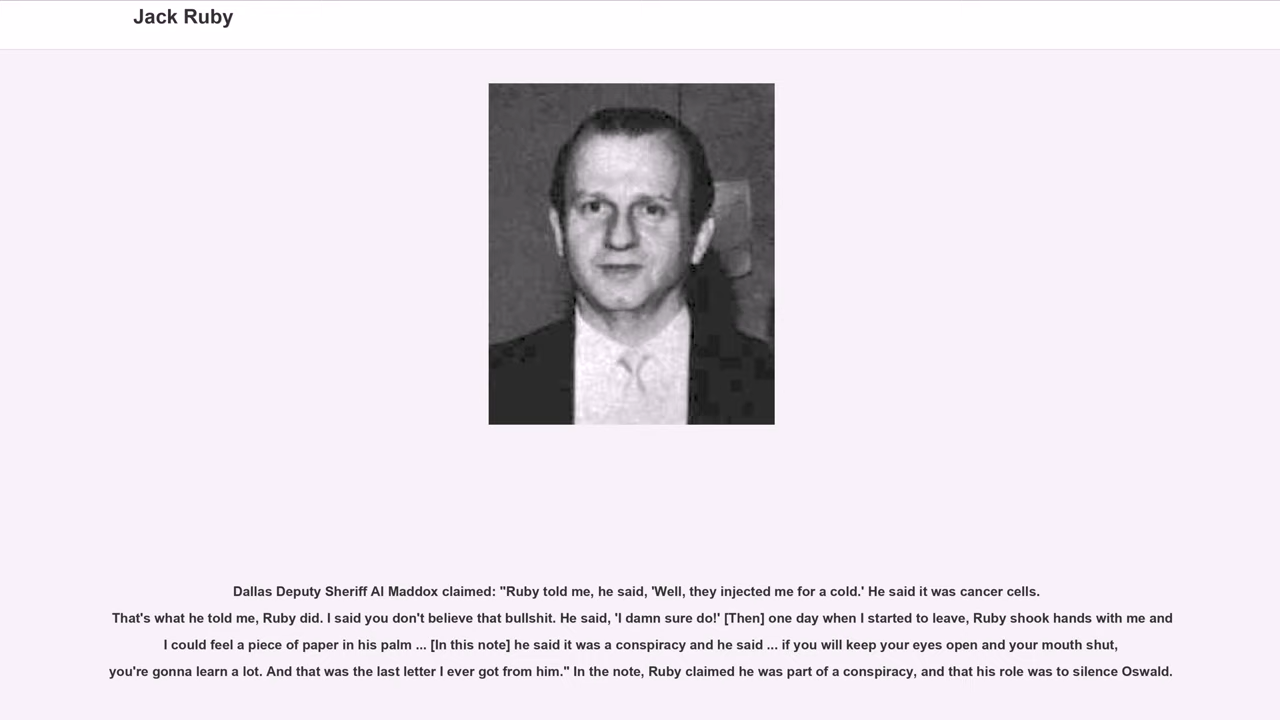 Jack Ruby
Dallas Deputy Sheriff Al Maddox claimed: "Ruby told me, he said, 'Well, they injected me for a cold.' He said it was cancer cells.
That's what he told me, Ruby did. I said you don't believe that bullshit. He said, 'I damn sure do!' [Then] one day when I started to leave, Ruby shook hands with me and
I could feel a piece of paper in his palm ... [In this note] he said it was a conspiracy and he said ... if you will keep your eyes open and your mouth shut,
you're gonna learn a lot. And that was the last letter I ever got from him." In the note, Ruby claimed he was part of a conspiracy, and that his role was to silence Oswald.